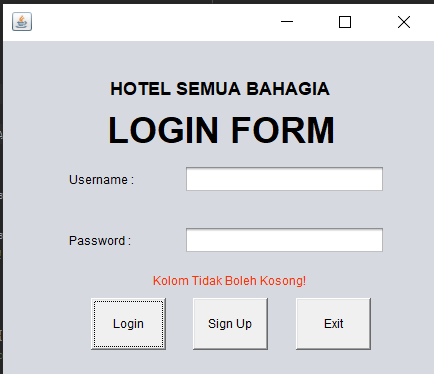 HOTEL SEMUA BAHAGIA
LOGIN FORM
Username :
Password :
Kolom Tidak Boleh Kosong!
Login Sign Up Exit